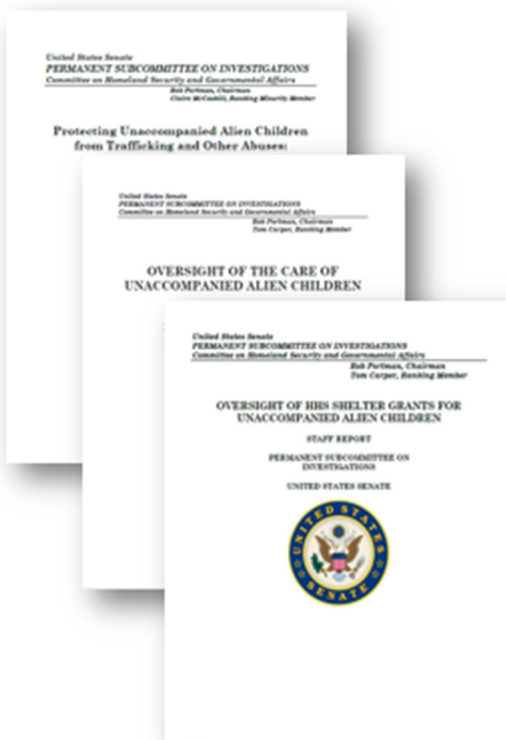 United States Senate
PERMANENT SUBCOMMITTEE ON INVESTIGATIONS
Committee on Homeland Security and Governmental Affairs
Rob Portman, Chairman
Claire McCaskill, Ranking Minority Member
Protecting Unaccompanied Alien Children
from Trafficking and Other Abuses:
United States Senate
PERMANENT SUBCOMMITTEE ON INVESTIGATIONS
Committee on Homeland Security and Governmental Affairs
Rob Portman, Chairman
Tom Carper, Ranking Member
OVERSIGHT OF THE CARE OF
UNACCOMPANIED ALIEN CHILDREN
United States Senate
PERMANENT SUBCOMMITTEE ON INVESTIGATIONS
Committee on Homeland Security and Governmental Affairs
Rob Portman, Chairman
Tom Carper, Ranking Member
OVERSIGHT OF HHS SHELTER GRANTS FOR
UNACCOMPANIED ALIEN CHILDREN
STAFF REPORT
PERMANENT SUBCOMMITTEE ON
INVESTIGATIONS
UNITED STATES SENATE
UNITED STATES
SENATE